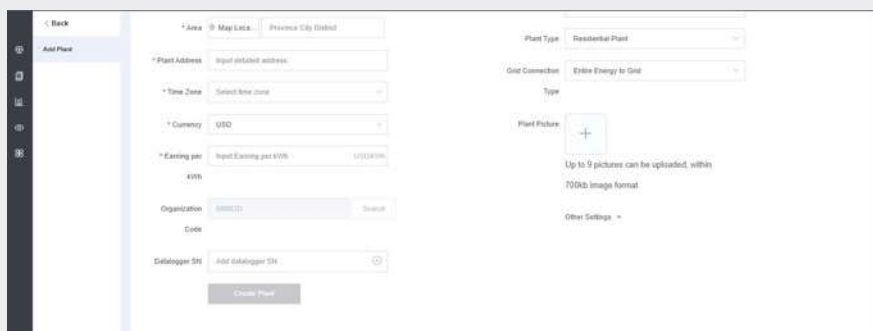 < Back
Add Plant
* Area Map Loca... Province City District
* Plant Address Input detailed address
* Time Zone Select time zone
* Currency USD
* Earning per kWh Input Earning per kWh USD/kWh
Organization Code Search
Datalogger SN Add datalogger SN
Create Plant
Plant Type Residential Plant
Grid Connection Type Entire Energy to Grid
Plant Picture
+
Up to 9 pictures can be uploaded, within
700kb image format
Other Settings